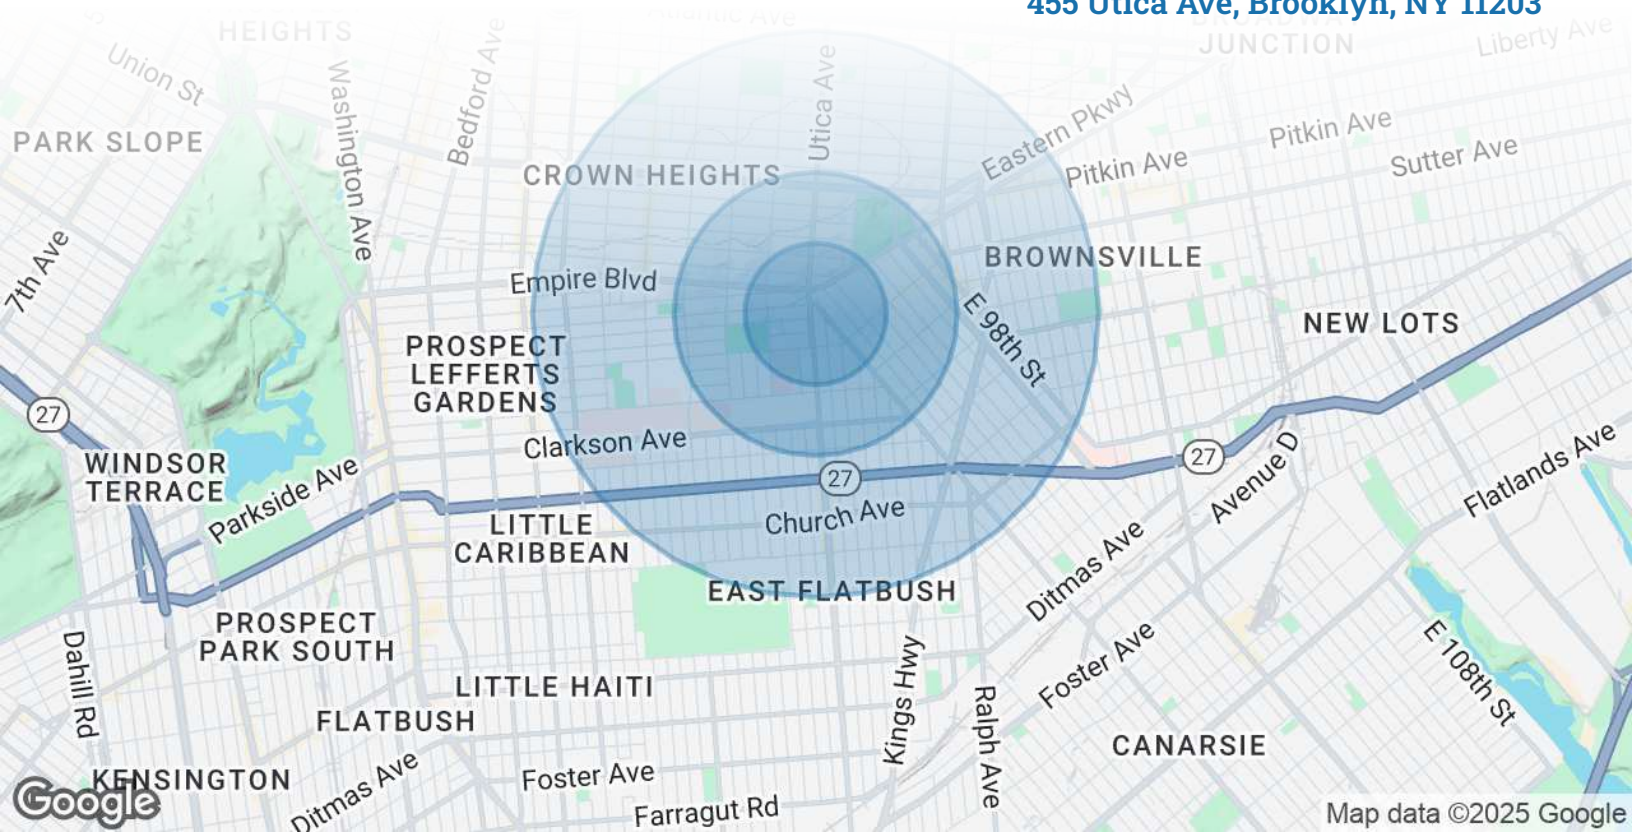 455 Utica Ave, Brooklyn, NY 11203
Atlantic Ave
HEIGHTS
BROADWAY
JUNCTION
Liberty Ave
Union St
Washington Ave
Bedford Ave
Utica Ave
Eastern Pkwy
Pitkin Ave
Pitkin Ave
Sutter Ave
PARK SLOPE
CROWN HEIGHTS
7th Ave
Empire Blvd
BROWNSVILLE
E 98th St
NEW LOTS
PROSPECT
LEFFERTS
GARDENS
27
Clarkson Ave
27
27
WINDSOR
TERRACE
Parkside Ave
Avenue D
Flatlands Ave
LITTLE
CARIBBEAN
Church Ave
EAST FLATBUSH
Ditmas Ave
PROSPECT
PARK SOUTH
Dahill Rd
LITTLE HAITI
Kings Hwy
Ralph Ave
Foster Ave
E 108th St
FLATBUSH
CANARSIE
KENSINGTON
Ditmas Ave
Foster Ave
Farragut Rd
Google
Map data ©2025 Google